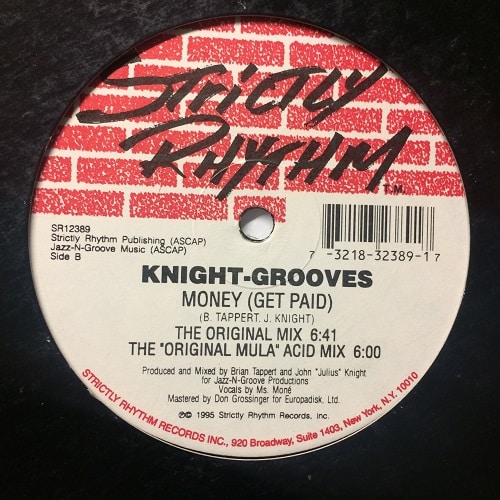 STRICTLY
RHYTHM T.M.
SR12389
Strictly Rhythm Publishing (ASCAP)
Jazz-N-Groove Music (ASCAP)
Side B
7 -3218-32389-1 7
KNIGHT-GROOVES
MONEY (GET PAID)
(B. TAPPERT. J. KNIGHT)
THE ORIGINAL MIX 6:41
THE "ORIGINAL MULA" ACID MIX 6:00
Produced and Mixed by Brian Tappert and John "Julius" Knight
for Jazz-N-Groove Productions
Vocals by Ms. Moné
Mastered by Don Grossinger for Europadisk, Ltd.
℗© 1995 Strictly Rhythm Records, Inc.
STRICTLY RHYTHM RECORDS INC., 920 Broadway, Suite 1403, New York, N.Y. 10010